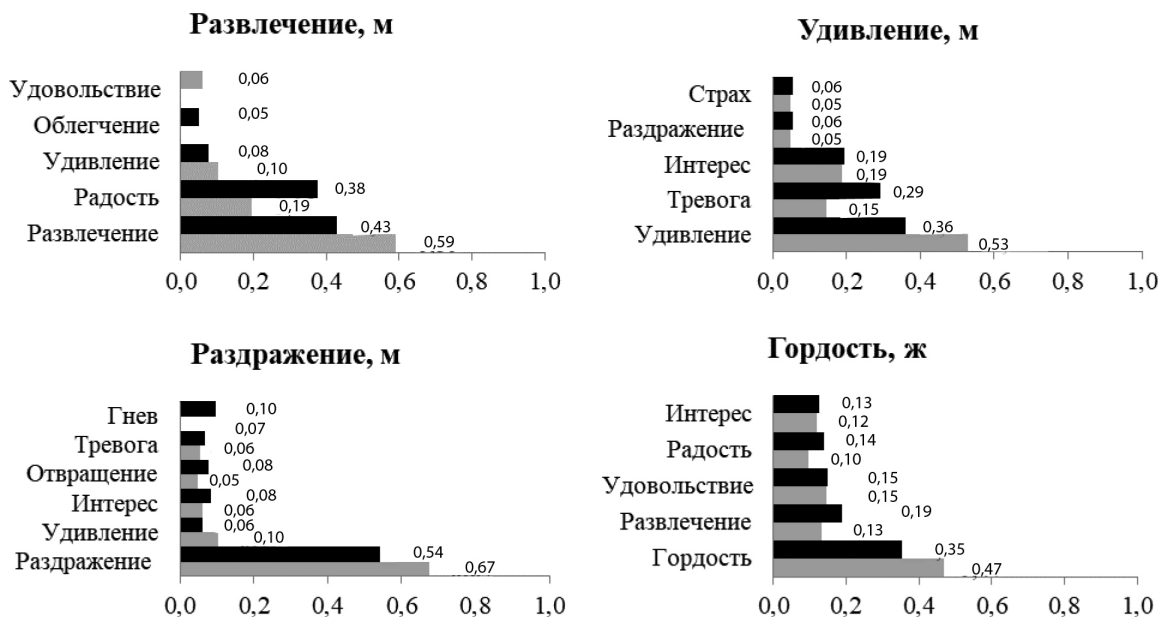 Развлечение, м
Удовольствие 0,06
Облегчение 0,05
Удивление 0,08
0,10
Радость 0,38
0,19
Развлечение 0,43
0,59
0,0 0,2 0,4 0,6 0,8 1,0
Удивление, м
Страх 0,06
0,05
Раздражение 0,06
0,05
Интерес 0,19
0,19
Тревога 0,29
0,15
Удивление 0,36
0,53
0,0 0,2 0,4 0,6 0,8 1,0
Раздражение, м
Гнев 0,10
Тревога 0,07
0,06
Отвращение 0,08
0,05
Интерес 0,08
0,06
Удивление 0,06
0,10
Раздражение 0,54
0,67
0,0 0,2 0,4 0,6 0,8 1,0
Гордость, ж
Интерес 0,13
0,12
Радость 0,14
0,10
Удовольствие 0,15
0,15
Развлечение 0,19
0,13
Гордость 0,35
0,47
0,0 0,2 0,4 0,6 0,8 1,0